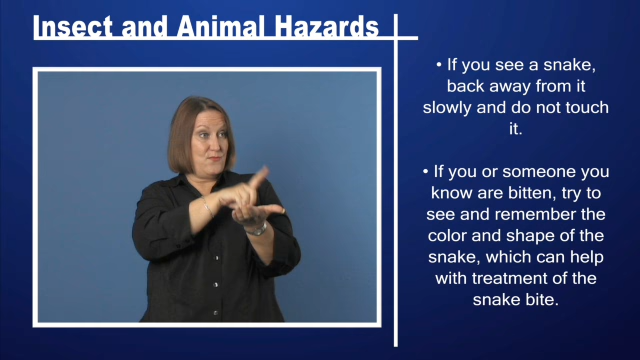 Insect and Animal Hazards
• If you see a snake,
back away from it
slowly and do not touch
it.
• If you or someone you
know are bitten, try to
see and remember the
color and shape of the
snake, which can help
with treatment of the
snake bite.